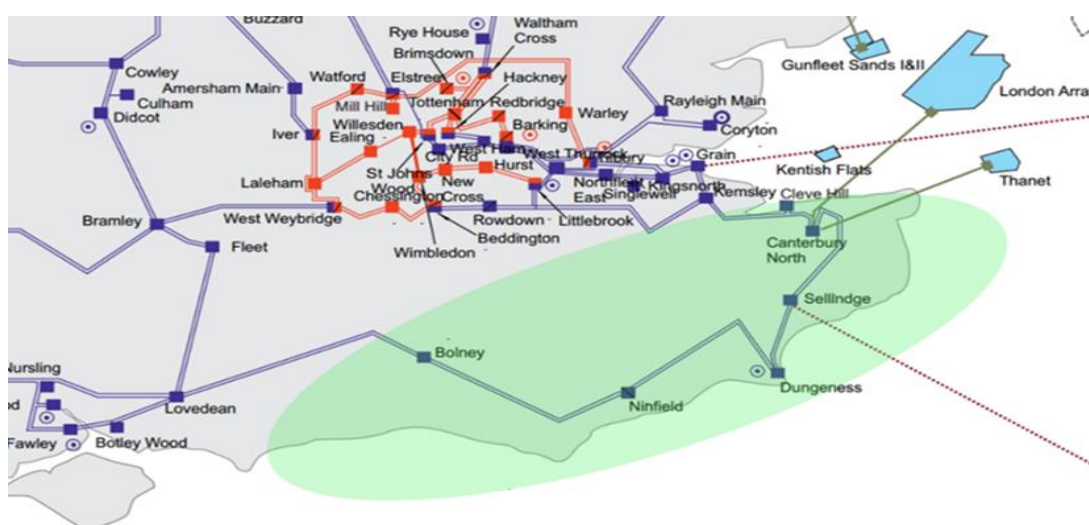 Buzzard
Rye House
Waltham
Cross
Brimsdown
Cowley
Culham
Didcot
Amersham Main
Watford
Elstree
Hackney
Mill Hill
Tottenham
Redbridge
Iver
Willesden
Ealing
Barking
Warley
Rayleigh Main
Coryton
Gunfleet Sands I&II
London Arra
West Ham
City Rd
West Thurrock
Tilbury
Grain
Kentish Flats
Thanet
Laleham
St Johns
Wood
Hurst
New
Cross
Chessington
Northfleet
East
Singlewell
Kingsnorth
Kemsley
Cleve Hill
Bramley
West Weybridge
Rowdown
Littlebrook
Beddington
Wimbledon
Canterbury
North
Fleet
Sellindge
Bolney
Dungeness
Ninfield
Nursling
Lovedean
Fawley
Botley Wood